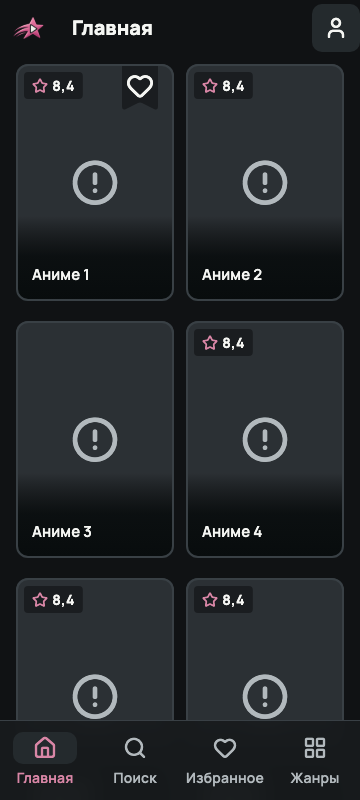 Главная
8,4
8,4
Аниме 1
Аниме 2
8,4
Аниме 3
Аниме 4
8,4
8,4
Главная
Поиск
Избранное
Жанры